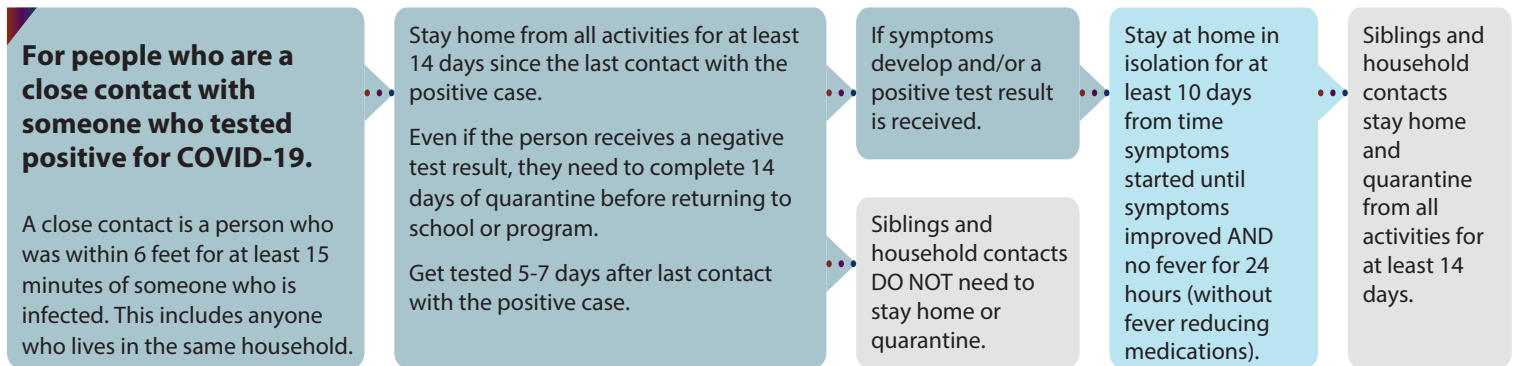 For people who are a
close contact with
someone who tested
positive for COVID-19.
A close contact is a person who
was within 6 feet for at least 15
minutes of someone who is
infected. This includes anyone
who lives in the same household.
Stay home from all activities for at least
14 days since the last contact with the
positive case.
Even if the person receives a negative
test result, they need to complete 14
days of quarantine before returning to
school or program.
Get tested 5-7 days after last contact
with the positive case.
If symptoms
develop and/or a
positive test result
is received.
Siblings and
household contacts
DO NOT need to
stay home or
quarantine.
Stay at home in
isolation for at
least 10 days
from time
symptoms
started until
symptoms
improved AND
no fever for 24
hours (without
fever reducing
medications).
Siblings and
household
contacts
stay home
and
quarantine
from all
activities for
at least 14
days.